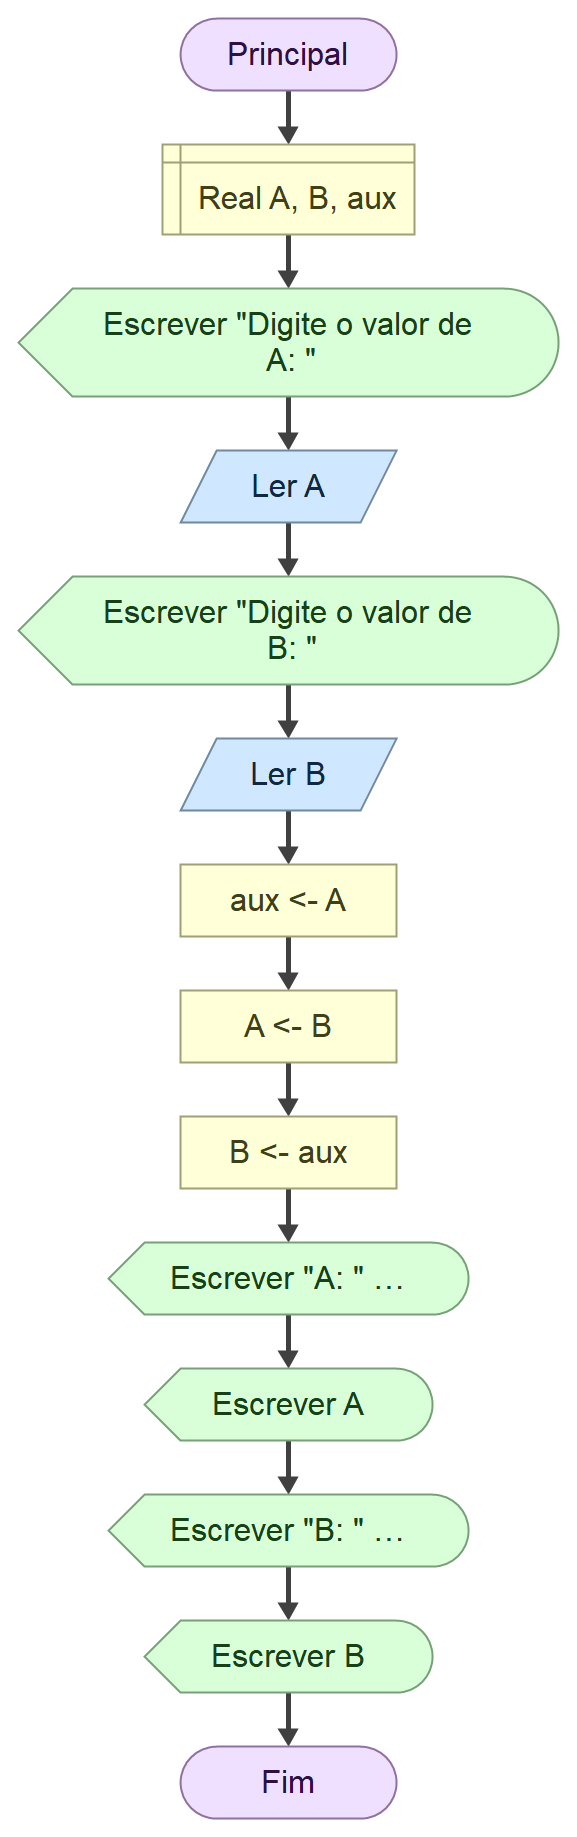 Principal
Real A, B, aux
Escrever "Digite o valor de
A: "
Ler A
Escrever "Digite o valor de
B: "
Ler B
aux <- A
A <- B
B <- aux
Escrever "A: " …
Escrever A
Escrever "B: " …
Escrever B
Fim